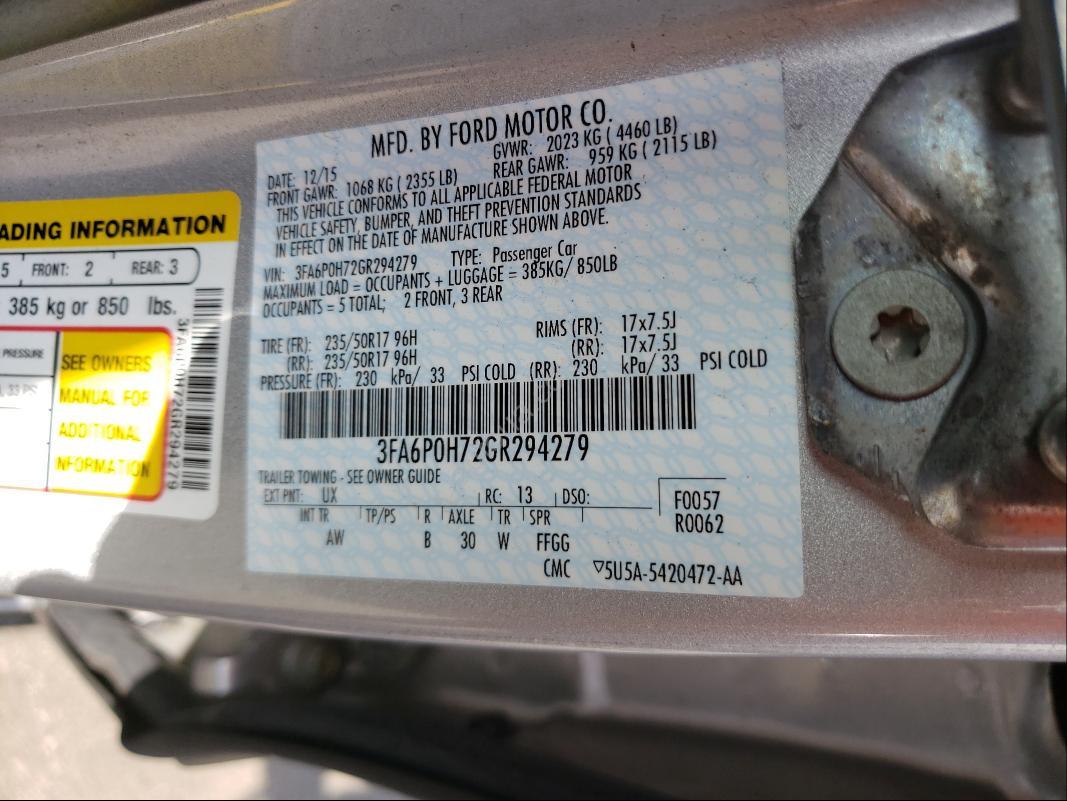 MFD. BY FORD MOTOR CO.
DATE: 12/15 GVWR: 2023 KG ( 4460 LB)
FRONT GAWR: 1068 KG ( 2355 LB) REAR GAWR: 959 KG ( 2115 LB)
THIS VEHICLE CONFORMS TO ALL APPLICABLE FEDERAL MOTOR
VEHICLE SAFETY, BUMPER, AND THEFT PREVENTION STANDARDS
IN EFFECT ON THE DATE OF MANUFACTURE SHOWN ABOVE.
VIN: 3FA6P0H72GR294279 TYPE: Passenger Car
MAXIMUM LOAD = OCCUPANTS + LUGGAGE = 385KG/ 850LB
OCCUPANTS = 5 TOTAL; 2 FRONT, 3 REAR
TIRE (FR): 235/50R17 96H RIMS (FR): 17x7.5J
(RR): 235/50R17 96H (RR): 17x7.5J
PRESSURE (FR): 230 kPa/ 33 PSI COLD (RR): 230 kPa/ 33 PSI COLD
3FA6P0H72GR294279
TRAILER TOWING - SEE OWNER GUIDE
EXT PNT: UX RC: 13 DSO: F0057
INT TR TP/PS R AXLE TR SPR R0062
AW B 30 W FFGG
CMC ▽5U5A-5420472-AA
ADING INFORMATION
5 FRONT: 2 REAR: 3
385 kg or 850 lbs.
PRESSURE
33 PS
SEE OWNERS
MANUAL FOR
ADDITIONAL
NFORMATION
3FA6P0H72GR294279